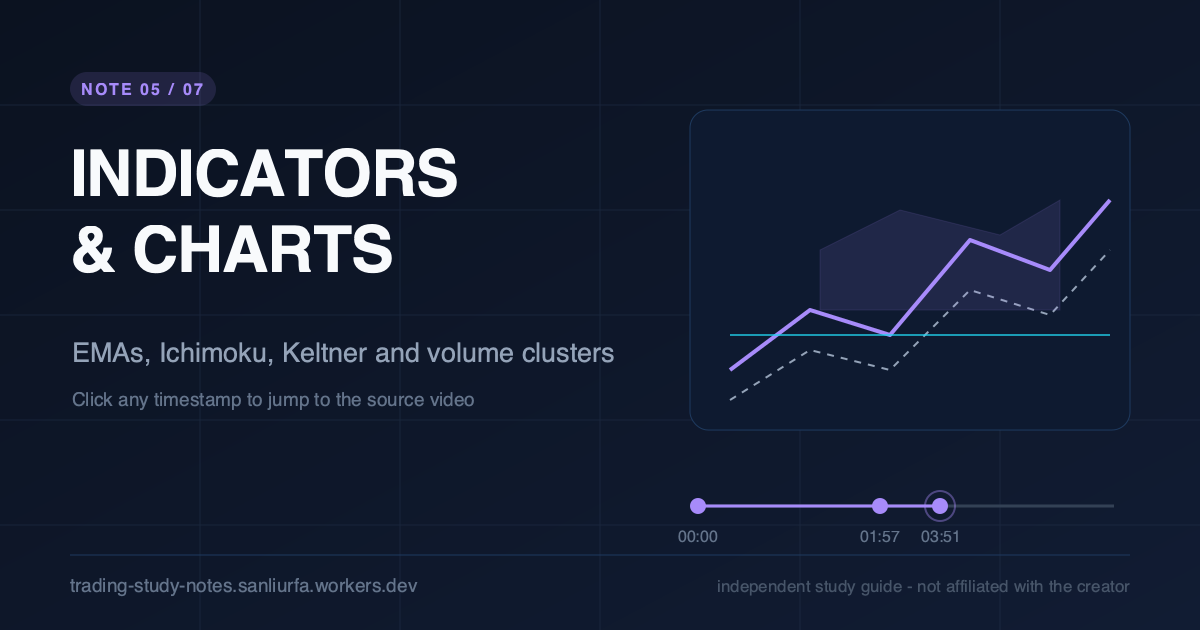 NOTE 05 / 07
INDICATORS
& CHARTS
EMAs, Ichimoku, Keltner and volume clusters
Click any timestamp to jump to the source video
00:00
01:57
03:51
trading-study-notes.sanliurfa.workers.dev
independent study guide - not affiliated with the creator